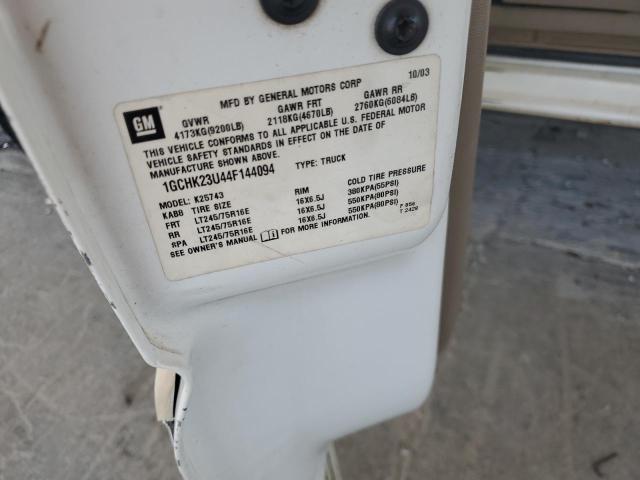 MFD BY GENERAL MOTORS CORP 10/03
GM
GVWR GAWR FRT GAWR RR
4173KG(9200LB) 2118KG(4670LB) 2760KG(6084LB)
THIS VEHICLE CONFORMS TO ALL APPLICABLE U.S. FEDERAL MOTOR
VEHICLE SAFETY STANDARDS IN EFFECT ON THE DATE OF
MANUFACTURE SHOWN ABOVE.
1GCHK23U44F144094 TYPE: TRUCK
MODEL: K25743
KABB TIRE SIZE RIM COLD TIRE PRESSURE
FRT LT245/75R16E 16X6.5J 380KPA(55PSI)
RR LT245/75R16E 16X6.5J 550KPA(80PSI)
SPA LT245/75R16E 16X6.5J 550KPA(80PSI)
SEE OWNER'S MANUAL FOR MORE INFORMATION.
T 2426